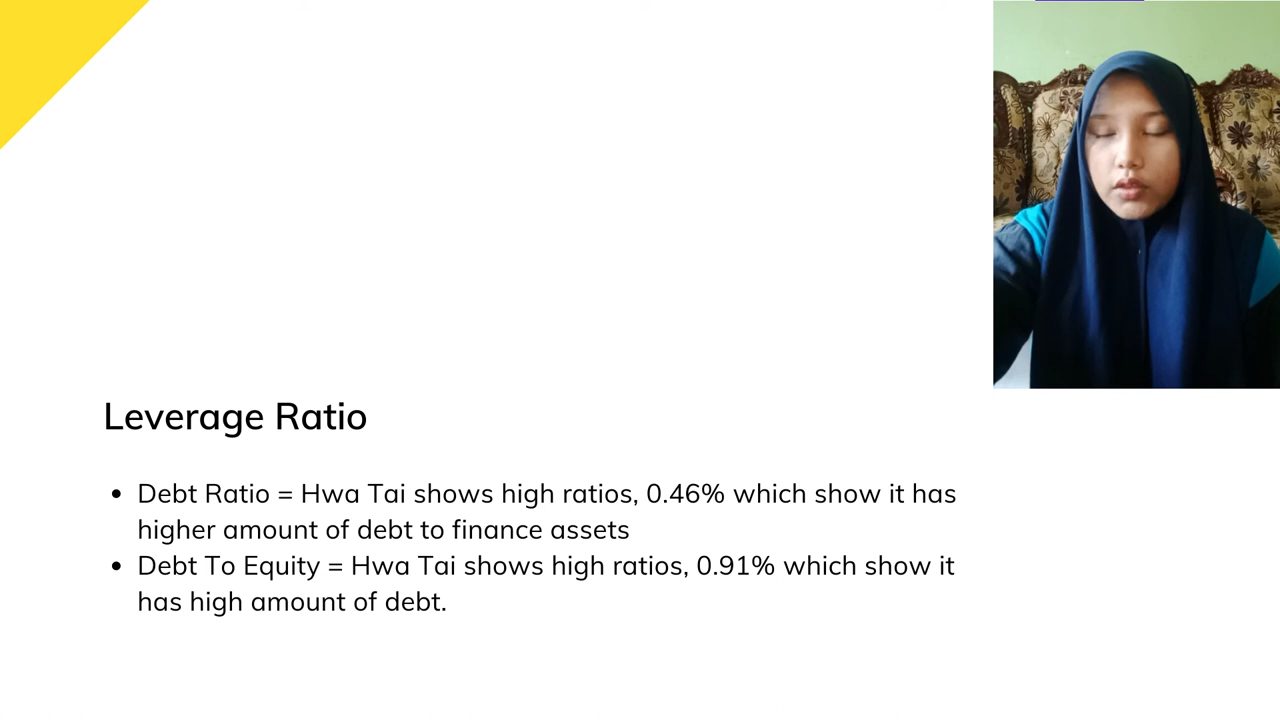 Leverage Ratio
Debt Ratio = Hwa Tai shows high ratios, 0.46% which show it has
higher amount of debt to finance assets
Debt To Equity = Hwa Tai shows high ratios, 0.91% which show it
has high amount of debt.